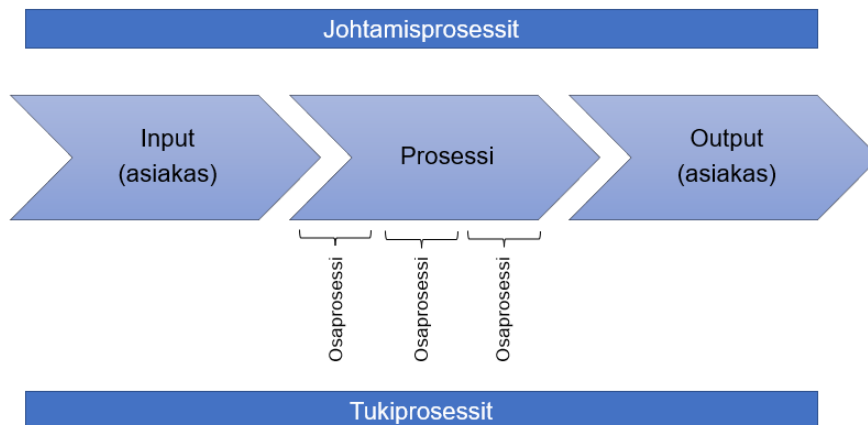 Johtamisprosessit
Input
(asiakas)
Prosessi
Output
(asiakas)
Osaprosessi
Osaprosessi
Osaprosessi
Tukiprosessit